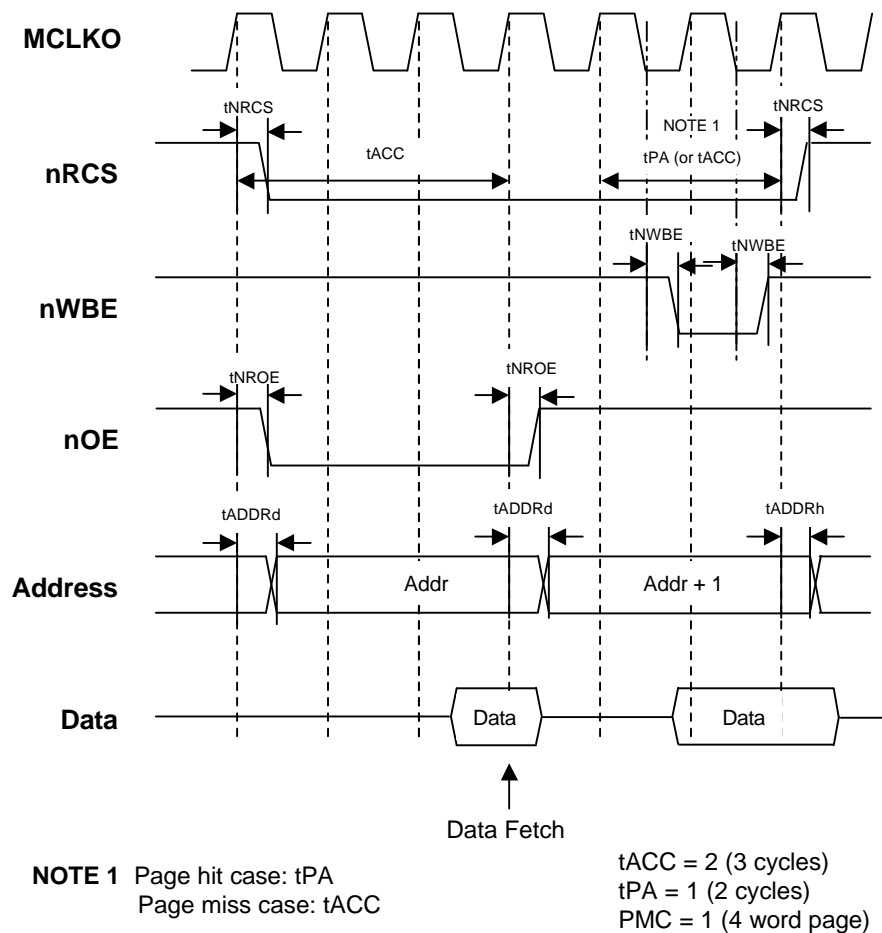 MCLKO
tNRCS
tNRCS
NOTE 1
tACC
tPA (or tACC)
nRCS
tNWBE
tNWBE
nWBE
tNROE
tNROE
nOE
tADDRd
tADDRd
tADDRh
Address
Addr
Addr + 1
Data
Data
Data
Data Fetch
NOTE 1 Page hit case: tPA
Page miss case: tACC
tACC = 2 (3 cycles)
tPA = 1 (2 cycles)
PMC = 1 (4 word page)